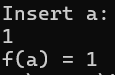 Insert a:
1
f(a) = 1